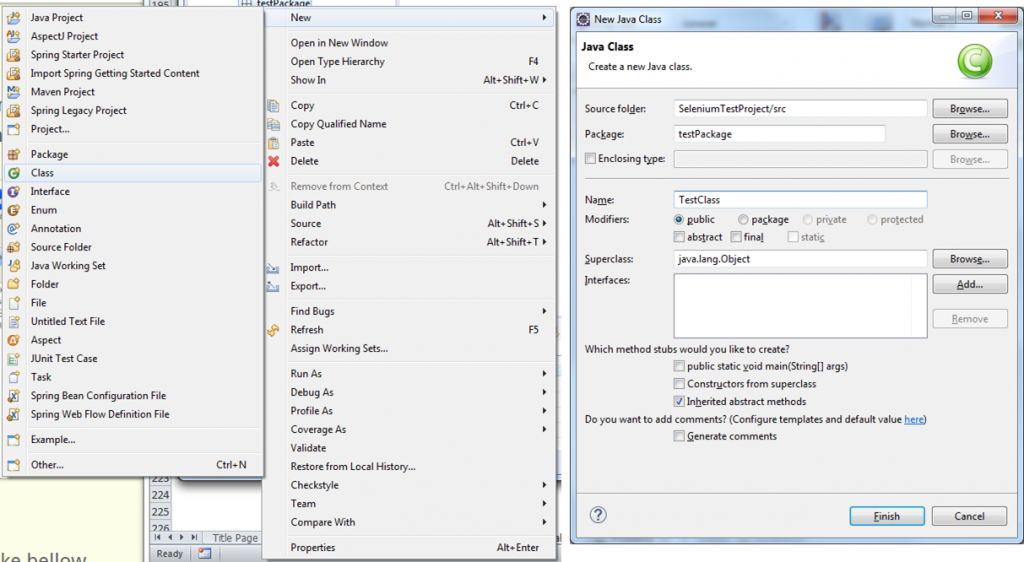 Java Project
AspectJ Project
Spring Starter Project
Import Spring Getting Started Content
Maven Project
Spring Legacy Project
Project...
Package
Class
Interface
Enum
Annotation
Source Folder
Java Working Set
Folder
File
Untitled Text File
Aspect
JUnit Test Case
Task
Spring Bean Configuration File
Spring Web Flow Definition File
Example...
Other... Ctrl+N
ke bellow
195
testPackage
New
Open in New Window
Open Type Hierarchy F4
Show In Alt+Shift+W
Copy Ctrl+C
Copy Qualified Name
Paste Ctrl+V
Delete Delete
Remove from Context Ctrl+Alt+Shift+Down
Build Path
Source Alt+Shift+S
Refactor Alt+Shift+T
Import...
Export...
Find Bugs
Refresh F5
Assign Working Sets...
Run As
Debug As
Profile As
Coverage As
Validate
Restore from Local History...
Checkstyle
Team
Compare With
Properties Alt+Enter
223
224
225
226
Title Page
Ready
New Java Class
Java Class
Create a new Java class.
Source folder: SeleniumTestProject/src Browse...
Package: testPackage Browse...
Enclosing type: Browse...
Name: TestClass
Modifiers: public package private protected
abstract final static
Superclass: java.lang.Object Browse...
Interfaces: Add...
Remove
Which method stubs would you like to create?
public static void main(String[] args)
Constructors from superclass
Inherited abstract methods
Do you want to add comments? (Configure templates and default value here)
Generate comments
Finish Cancel